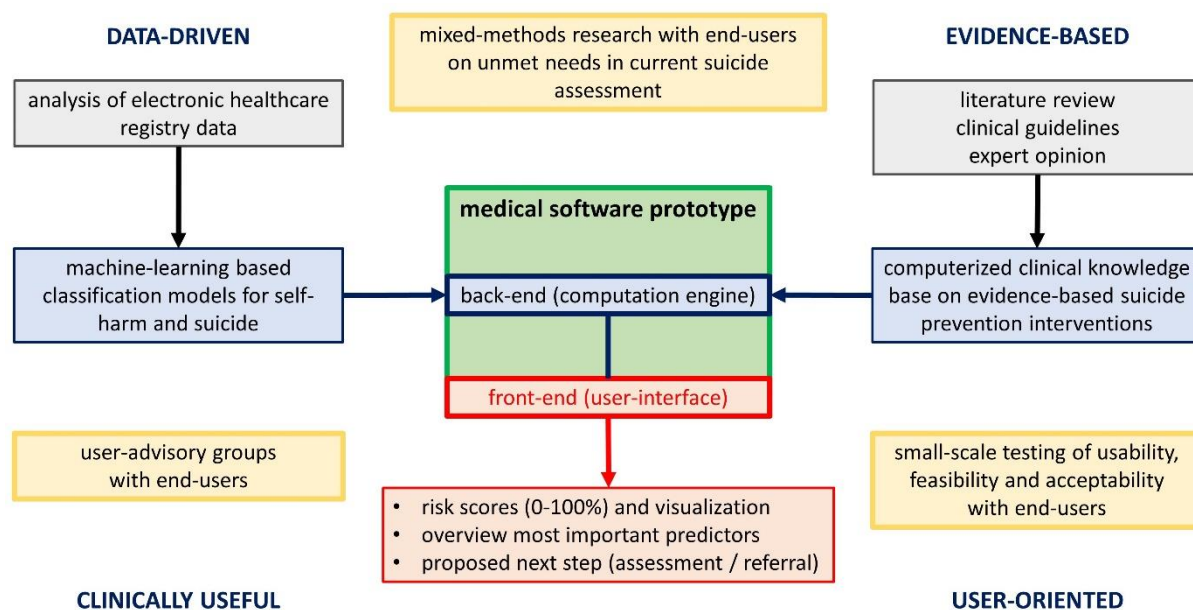 DATA-DRIVEN
mixed-methods research with end-users
on unmet needs in current suicide
assessment
EVIDENCE-BASED
analysis of electronic healthcare
registry data
literature review
clinical guidelines
expert opinion
medical software prototype
machine-learning based
classification models for self-
harm and suicide
back-end (computation engine)
computerized clinical knowledge
base on evidence-based suicide
prevention interventions
front-end (user-interface)
user-advisory groups
with end-users
small-scale testing of usability,
feasibility and acceptability
with end-users
• risk scores (0-100%) and visualization
• overview most important predictors
• proposed next step (assessment / referral)
CLINICALLY USEFUL
USER-ORIENTED